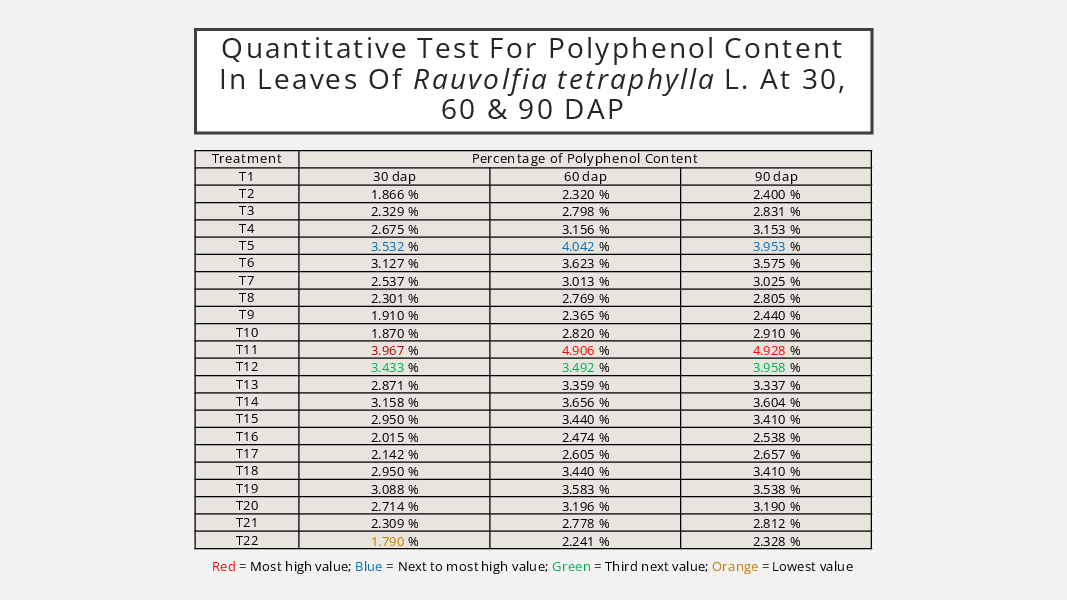 Quantitative Test For Polyphenol Content
In Leaves Of Rauvolfia tetraphylla L. At 30,
60 & 90 DAP
Treatment Percentage of Polyphenol Content
T1 30 dap 60 dap 90 dap
T2 1.866 % 2.320 % 2.400 %
T3 2.329 % 2.798 % 2.831 %
T4 2.675 % 3.156 % 3.153 %
T5 3.532 % 4.042 % 3.953 %
T6 3.127 % 3.623 % 3.575 %
T7 2.537 % 3.013 % 3.025 %
T8 2.301 % 2.769 % 2.805 %
T9 1.910 % 2.365 % 2.440 %
T10 1.870 % 2.820 % 2.910 %
T11 3.967 % 4.906 % 4.928 %
T12 3.433 % 3.492 % 3.958 %
T13 2.871 % 3.359 % 3.337 %
T14 3.158 % 3.656 % 3.604 %
T15 2.950 % 3.440 % 3.410 %
T16 2.015 % 2.474 % 2.538 %
T17 2.142 % 2.605 % 2.657 %
T18 2.950 % 3.440 % 3.410 %
T19 3.088 % 3.583 % 3.538 %
T20 2.714 % 3.196 % 3.190 %
T21 2.309 % 2.778 % 2.812 %
T22 1.790 % 2.241 % 2.328 %
Red = Most high value; Blue = Next to most high value; Green = Third next value; Orange = Lowest value